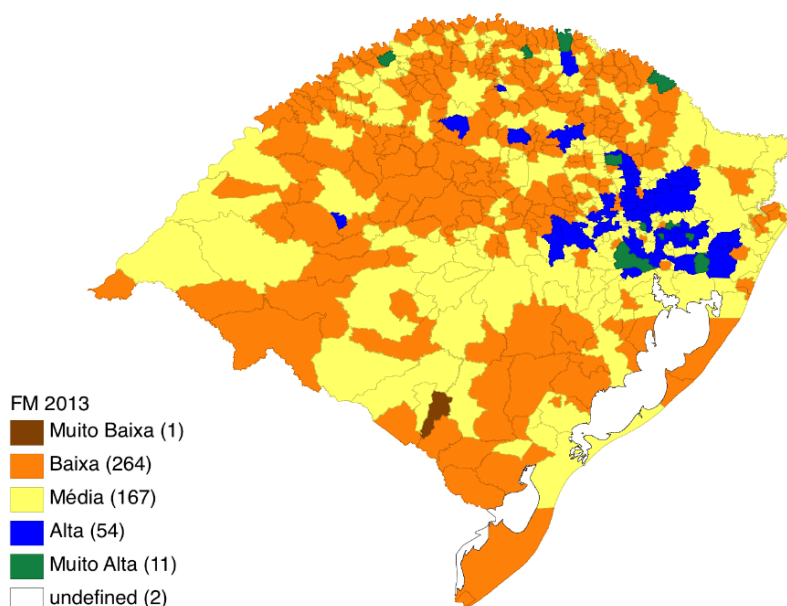 FM 2013
Muito Baixa (1)
Baixa (264)
Média (167)
Alta (54)
Muito Alta (11)
undefined (2)